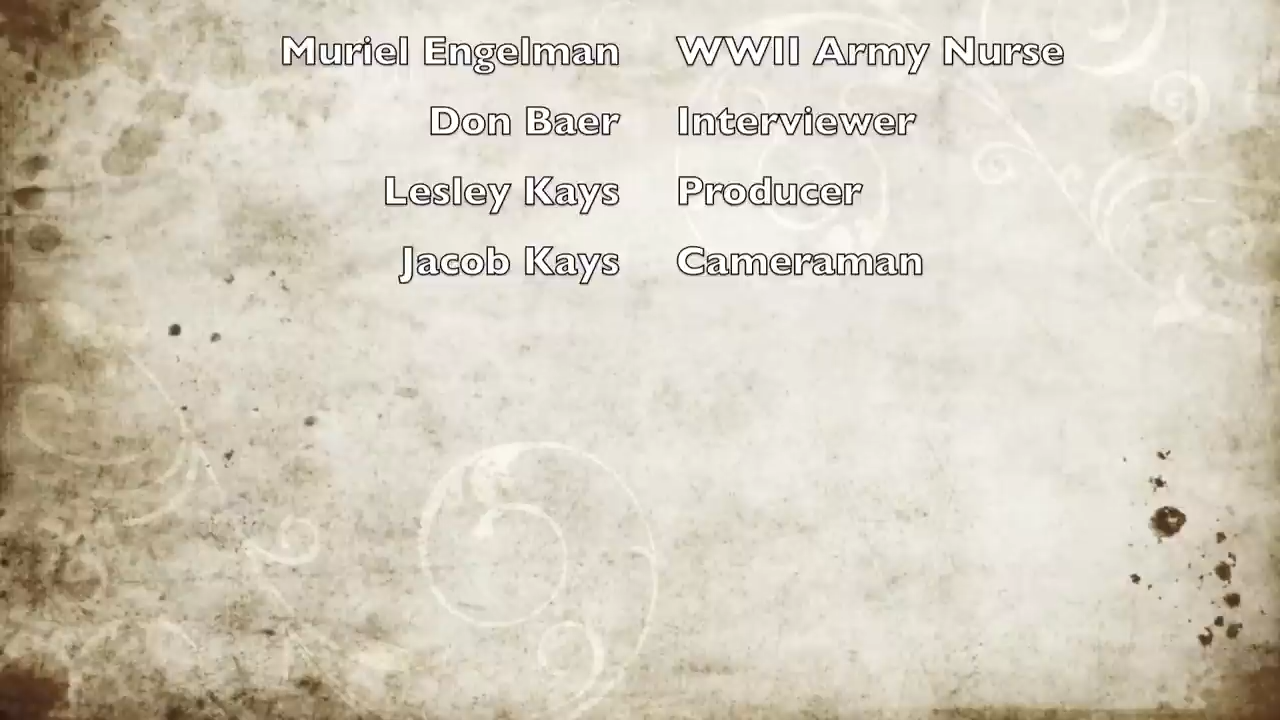 Muriel Engelman WWII Army Nurse
Don Baer Interviewer
Lesley Kays Producer
Jacob Kays Cameraman